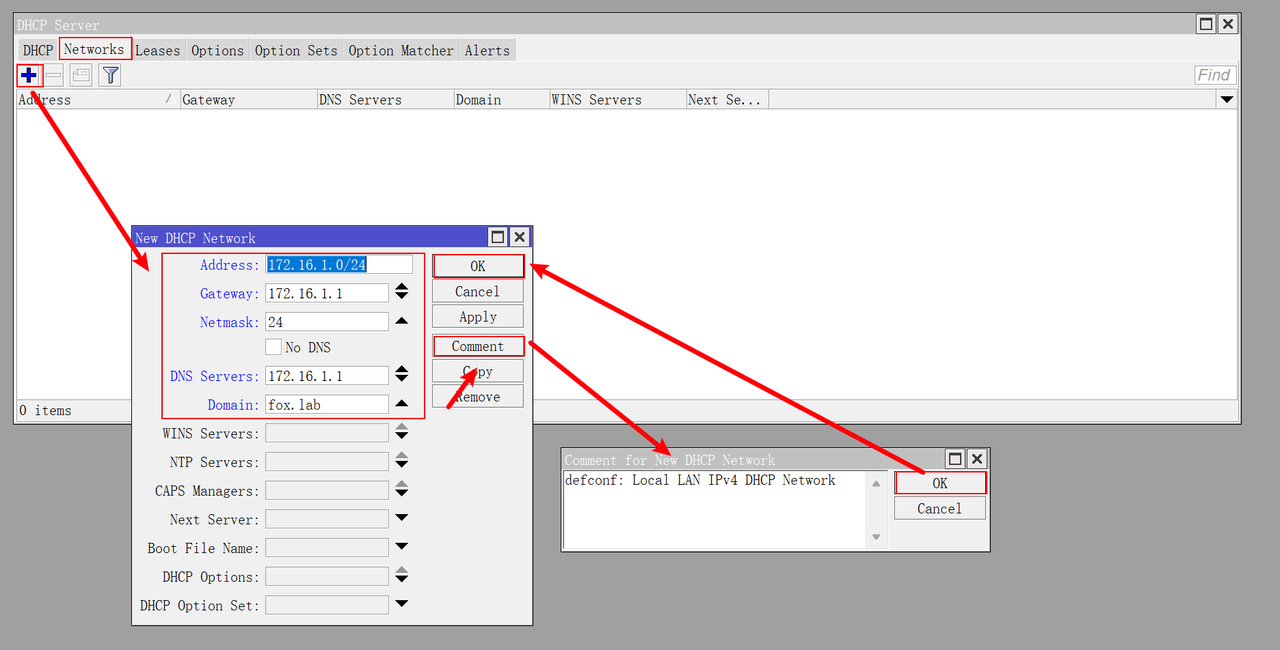 DHCP Server
DHCP Networks Leases Options Option Sets Option Matcher Alerts
Find
Address / Gateway DNS Servers Domain WINS Servers Next Se...
0 items
New DHCP Network
Address: 172.16.1.0/24
Gateway: 172.16.1.1
Netmask: 24
No DNS
DNS Servers: 172.16.1.1
Domain: fox.lab
WINS Servers:
NTP Servers:
CAPS Managers:
Next Server:
Boot File Name:
DHCP Options:
DHCP Option Set:
OK
Cancel
Apply
Comment
Copy
Remove
Comment for New DHCP Network
defconf: Local LAN IPv4 DHCP Network
OK
Cancel